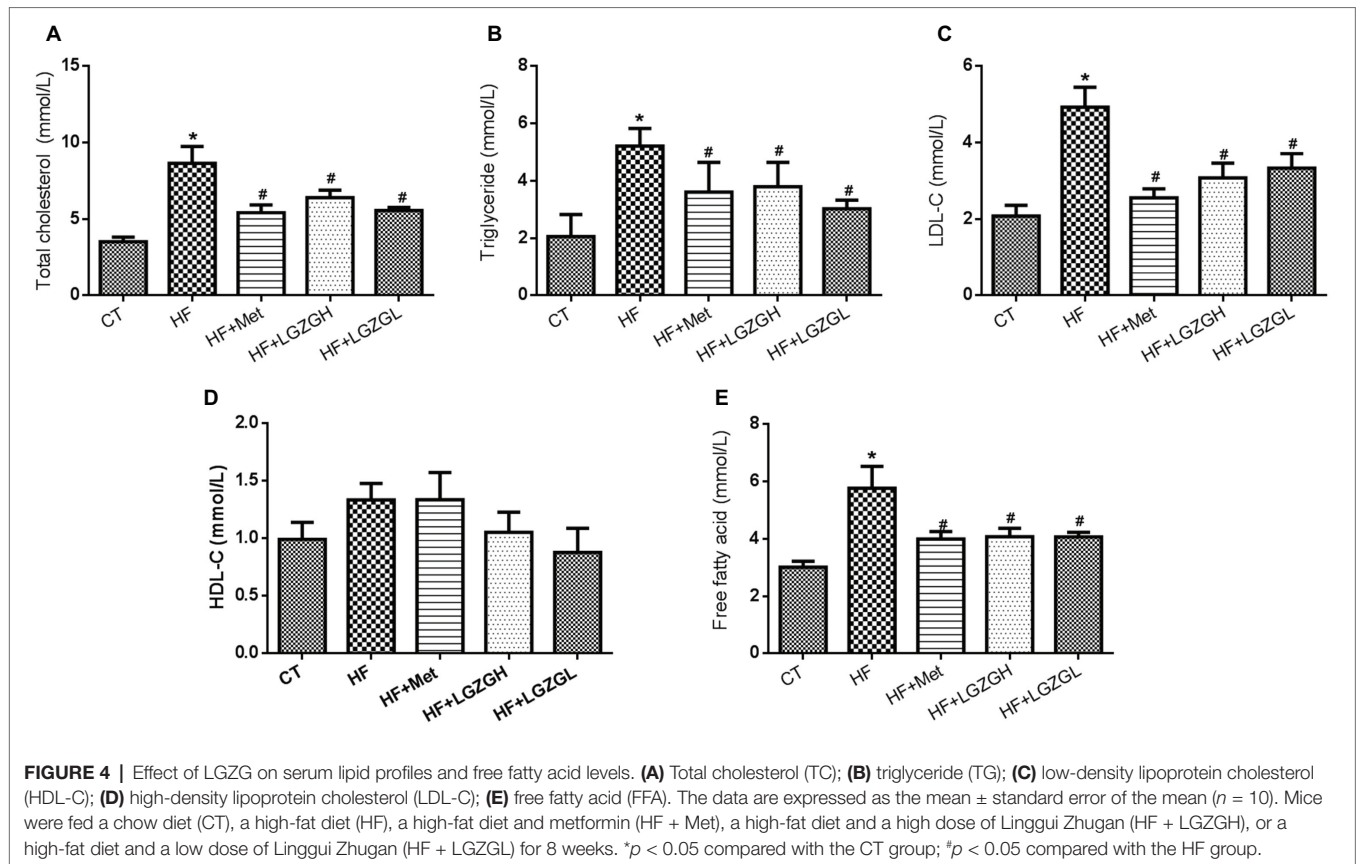 A
Total cholesterol (mmol/L)
15
10
5
0
*
#
#
#
CT
HF
HF+Met
HF+LGZGH
HF+LGZGL
B
Triglyceride (mmol/L)
8
6
4
2
0
*
#
#
#
CT
HF
HF+Met
HF+LGZGH
HF+LGZGL
C
LDL-C (mmol/L)
6
4
2
0
*
#
#
#
CT
HF
HF+Met
HF+LGZGH
HF+LGZGL
D
HDL-C (mmol/L)
2.0
1.5
1.0
0.5
0.0
CT
HF
HF+Met
HF+LGZGH
HF+LGZGL
E
Free fatty acid (mmol/L)
8
6
4
2
0
*
#
#
#
CT
HF
HF+Met
HF+LGZGH
HF+LGZGL
FIGURE 4 | Effect of LGZG on serum lipid profiles and free fatty acid levels. (A) Total cholesterol (TC); (B) triglyceride (TG); (C) low-density lipoprotein cholesterol
(HDL-C); (D) high-density lipoprotein cholesterol (LDL-C); (E) free fatty acid (FFA). The data are expressed as the mean ± standard error of the mean (n = 10). Mice
were fed a chow diet (CT), a high-fat diet (HF), a high-fat diet and metformin (HF + Met), a high-fat diet and a high dose of Linggui Zhugan (HF + LGZGH), or a
high-fat diet and a low dose of Linggui Zhugan (HF + LGZGL) for 8 weeks. *p < 0.05 compared with the CT group; #p < 0.05 compared with the HF group.